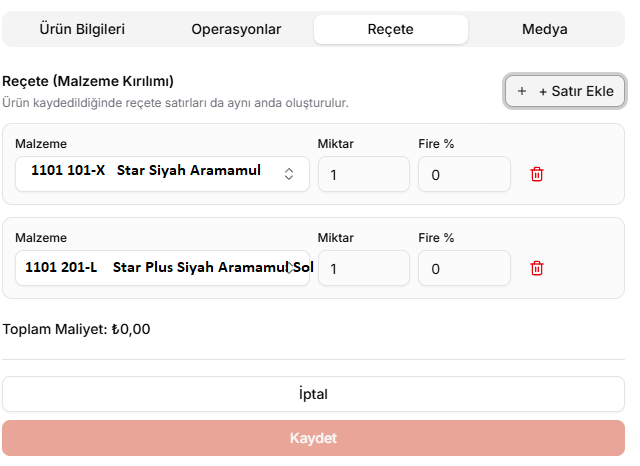 Ürün Bilgileri Operasyonlar Reçete Medya
Reçete (Malzeme Kırılımı)
+ + Satır Ekle
Ürün kaydedildiğinde reçete satırları da aynı anda oluşturulur.
Malzeme Miktar Fire %
1101 101-X Star Siyah Aramamul 1 0
Malzeme Miktar Fire %
1101 201-L Star Plus Siyah Aramamul Sol 1 0
Toplam Maliyet: ₺0,00
İptal
Kaydet